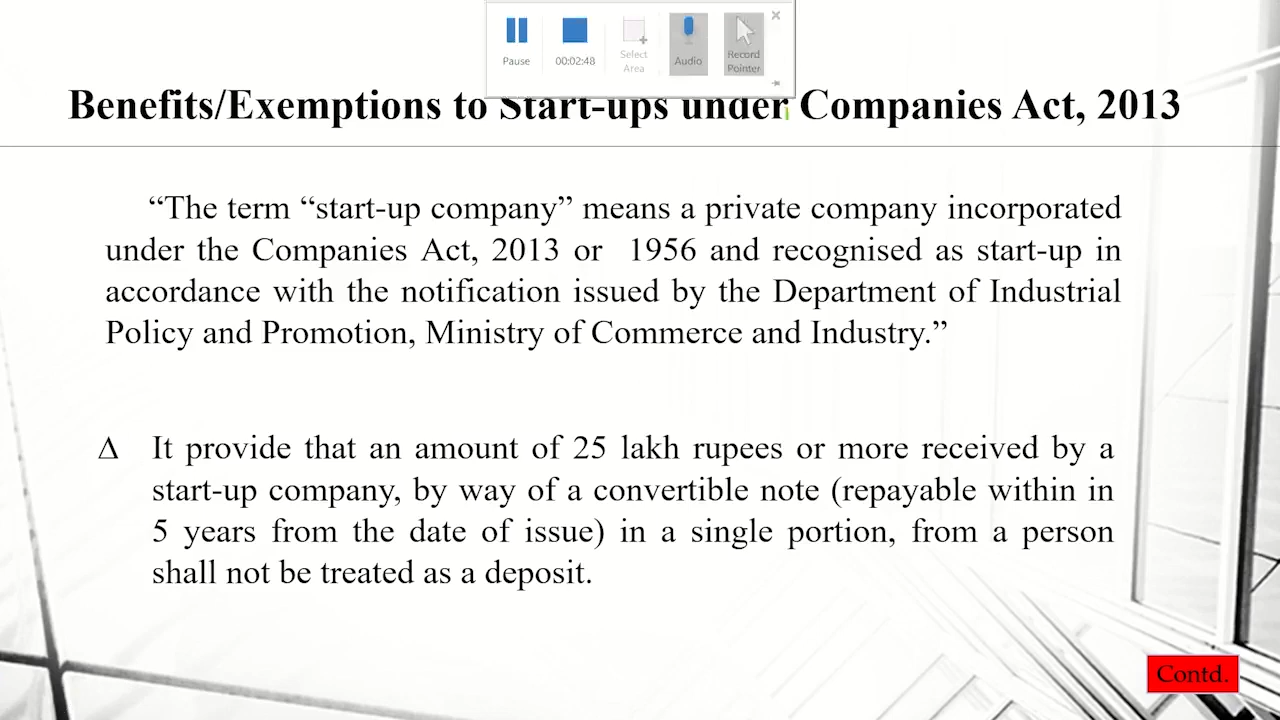 Pause
00:02:48
Select
Area
Audio
Record
Pointer
Benefits/Exemptions to Start-ups under Companies Act, 2013
“The term “start-up company” means a private company incorporated
under the Companies Act, 2013 or 1956 and recognised as start-up in
accordance with the notification issued by the Department of Industrial
Policy and Promotion, Ministry of Commerce and Industry.”
Δ It provide that an amount of 25 lakh rupees or more received by a
start-up company, by way of a convertible note (repayable within in
5 years from the date of issue) in a single portion, from a person
shall not be treated as a deposit.
Contd.